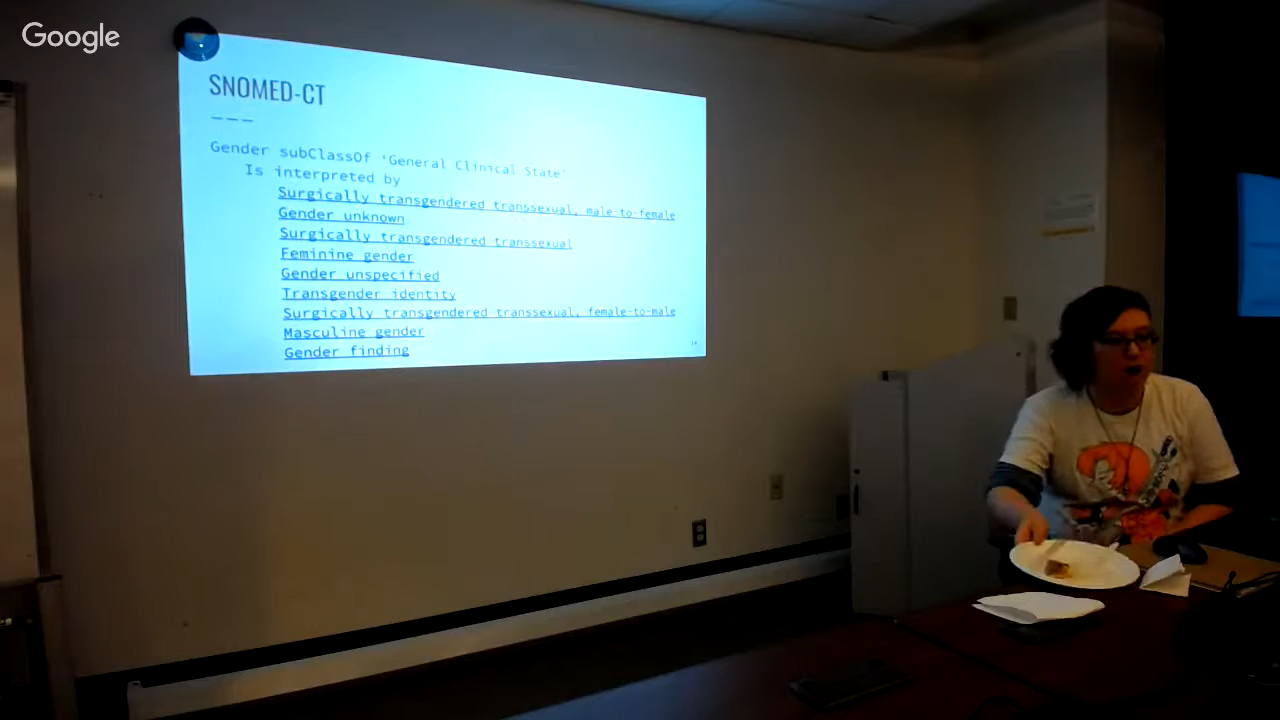 Google
SNOMED-CT
Gender subClassOf 'General Clinical State'
Is interpreted by
Surgically transgendered transsexual, male-to-female
Gender unknown
Surgically transgendered transsexual
Feminine gender
Gender unspecified
Transgender identity
Surgically transgendered transsexual, female-to-male
Masculine gender
Gender finding